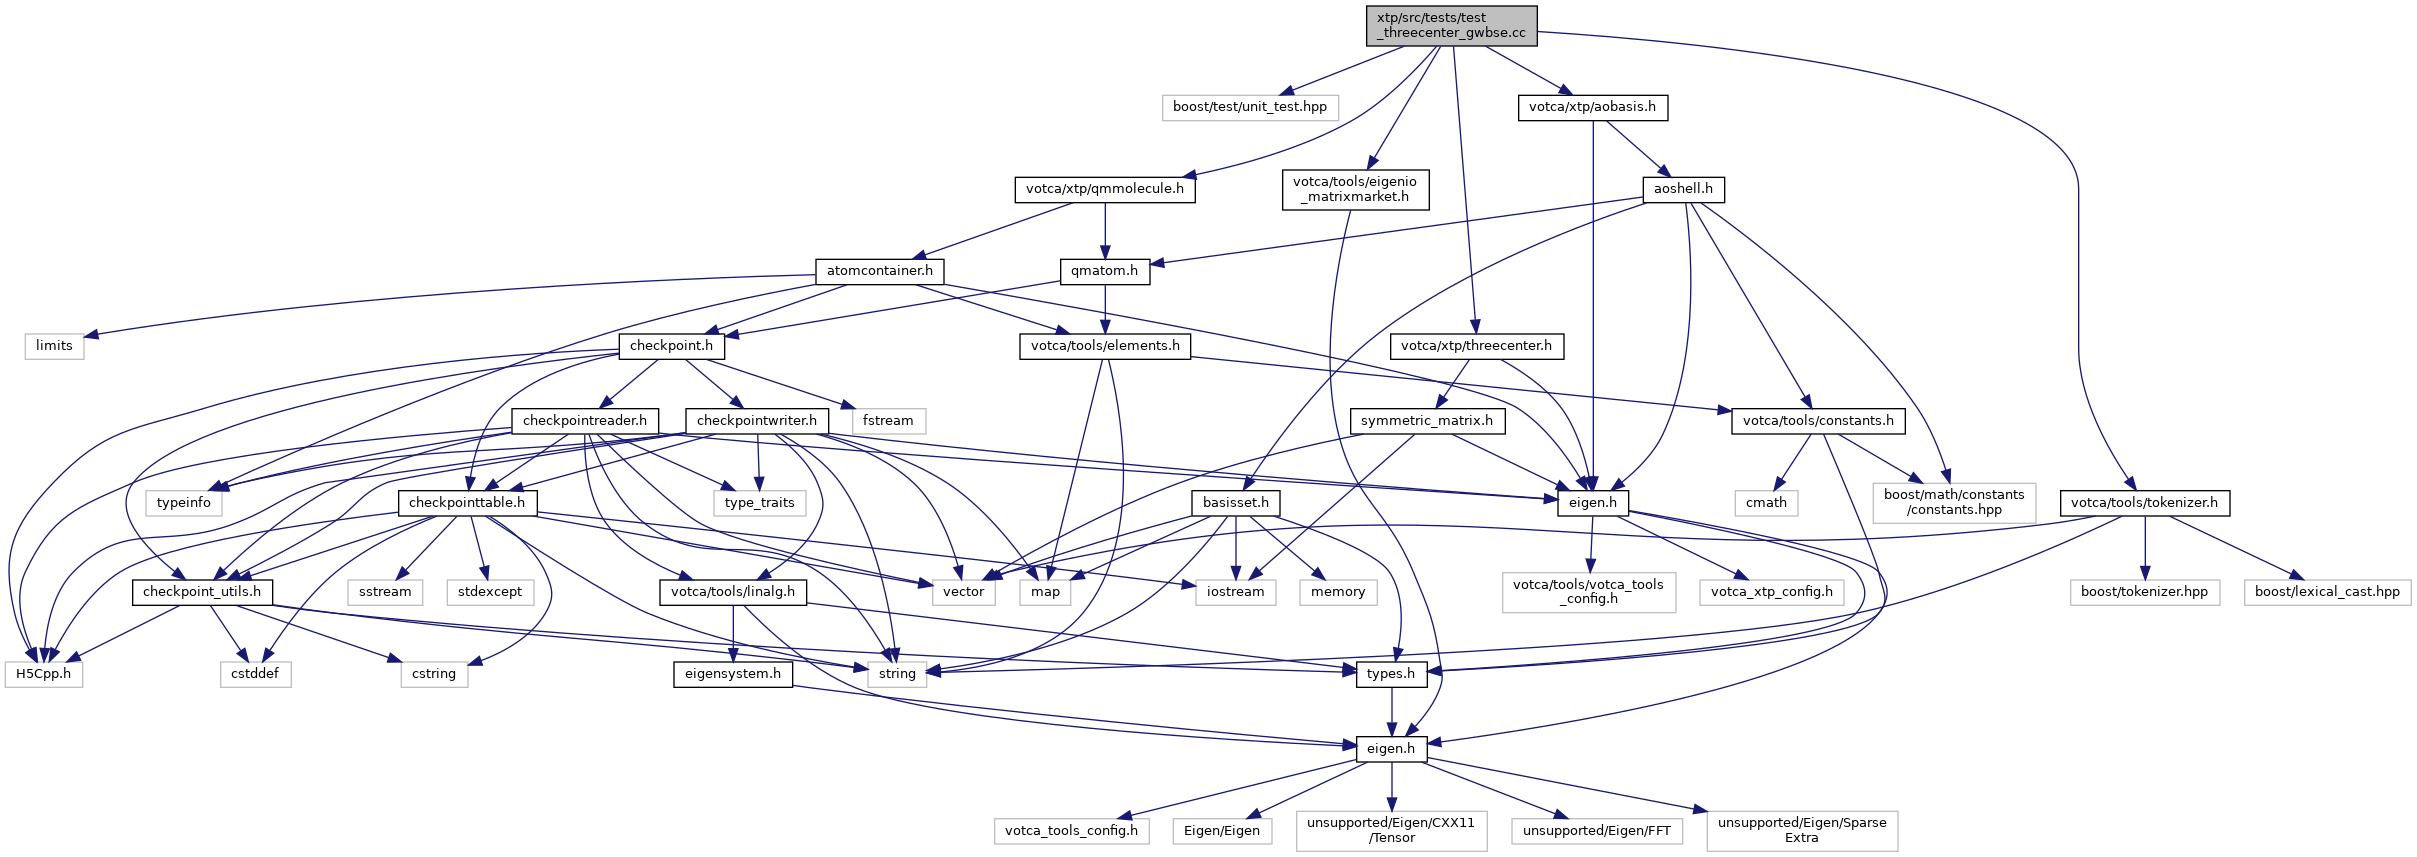 xtp/src/tests/test
_threecenter_gwbse.cc
boost/test/unit_test.hpp
votca/xtp/aobasis.h
votca/xtp/qmmolecule.h
votca/tools/eigenio
_matrixmarket.h
aoshell.h
atomcontainer.h
qmatom.h
limits
checkpoint.h
votca/tools/elements.h
votca/xtp/threecenter.h
checkpointreader.h
checkpointwriter.h
fstream
symmetric_matrix.h
votca/tools/constants.h
typeinfo
checkpointtable.h
type_traits
basisset.h
eigen.h
cmath
boost/math/constants
/constants.hpp
votca/tools/tokenizer.h
checkpoint_utils.h
sstream
stdexcept
votca/tools/linalg.h
vector
map
iostream
memory
votca/tools/votca_tools
_config.h
votca_xtp_config.h
boost/tokenizer.hpp
boost/lexical_cast.hpp
H5Cpp.h
cstddef
cstring
eigensystem.h
string
types.h
eigen.h
votca_tools_config.h
Eigen/Eigen
unsupported/Eigen/CXX11
/Tensor
unsupported/Eigen/FFT
unsupported/Eigen/Sparse
Extra